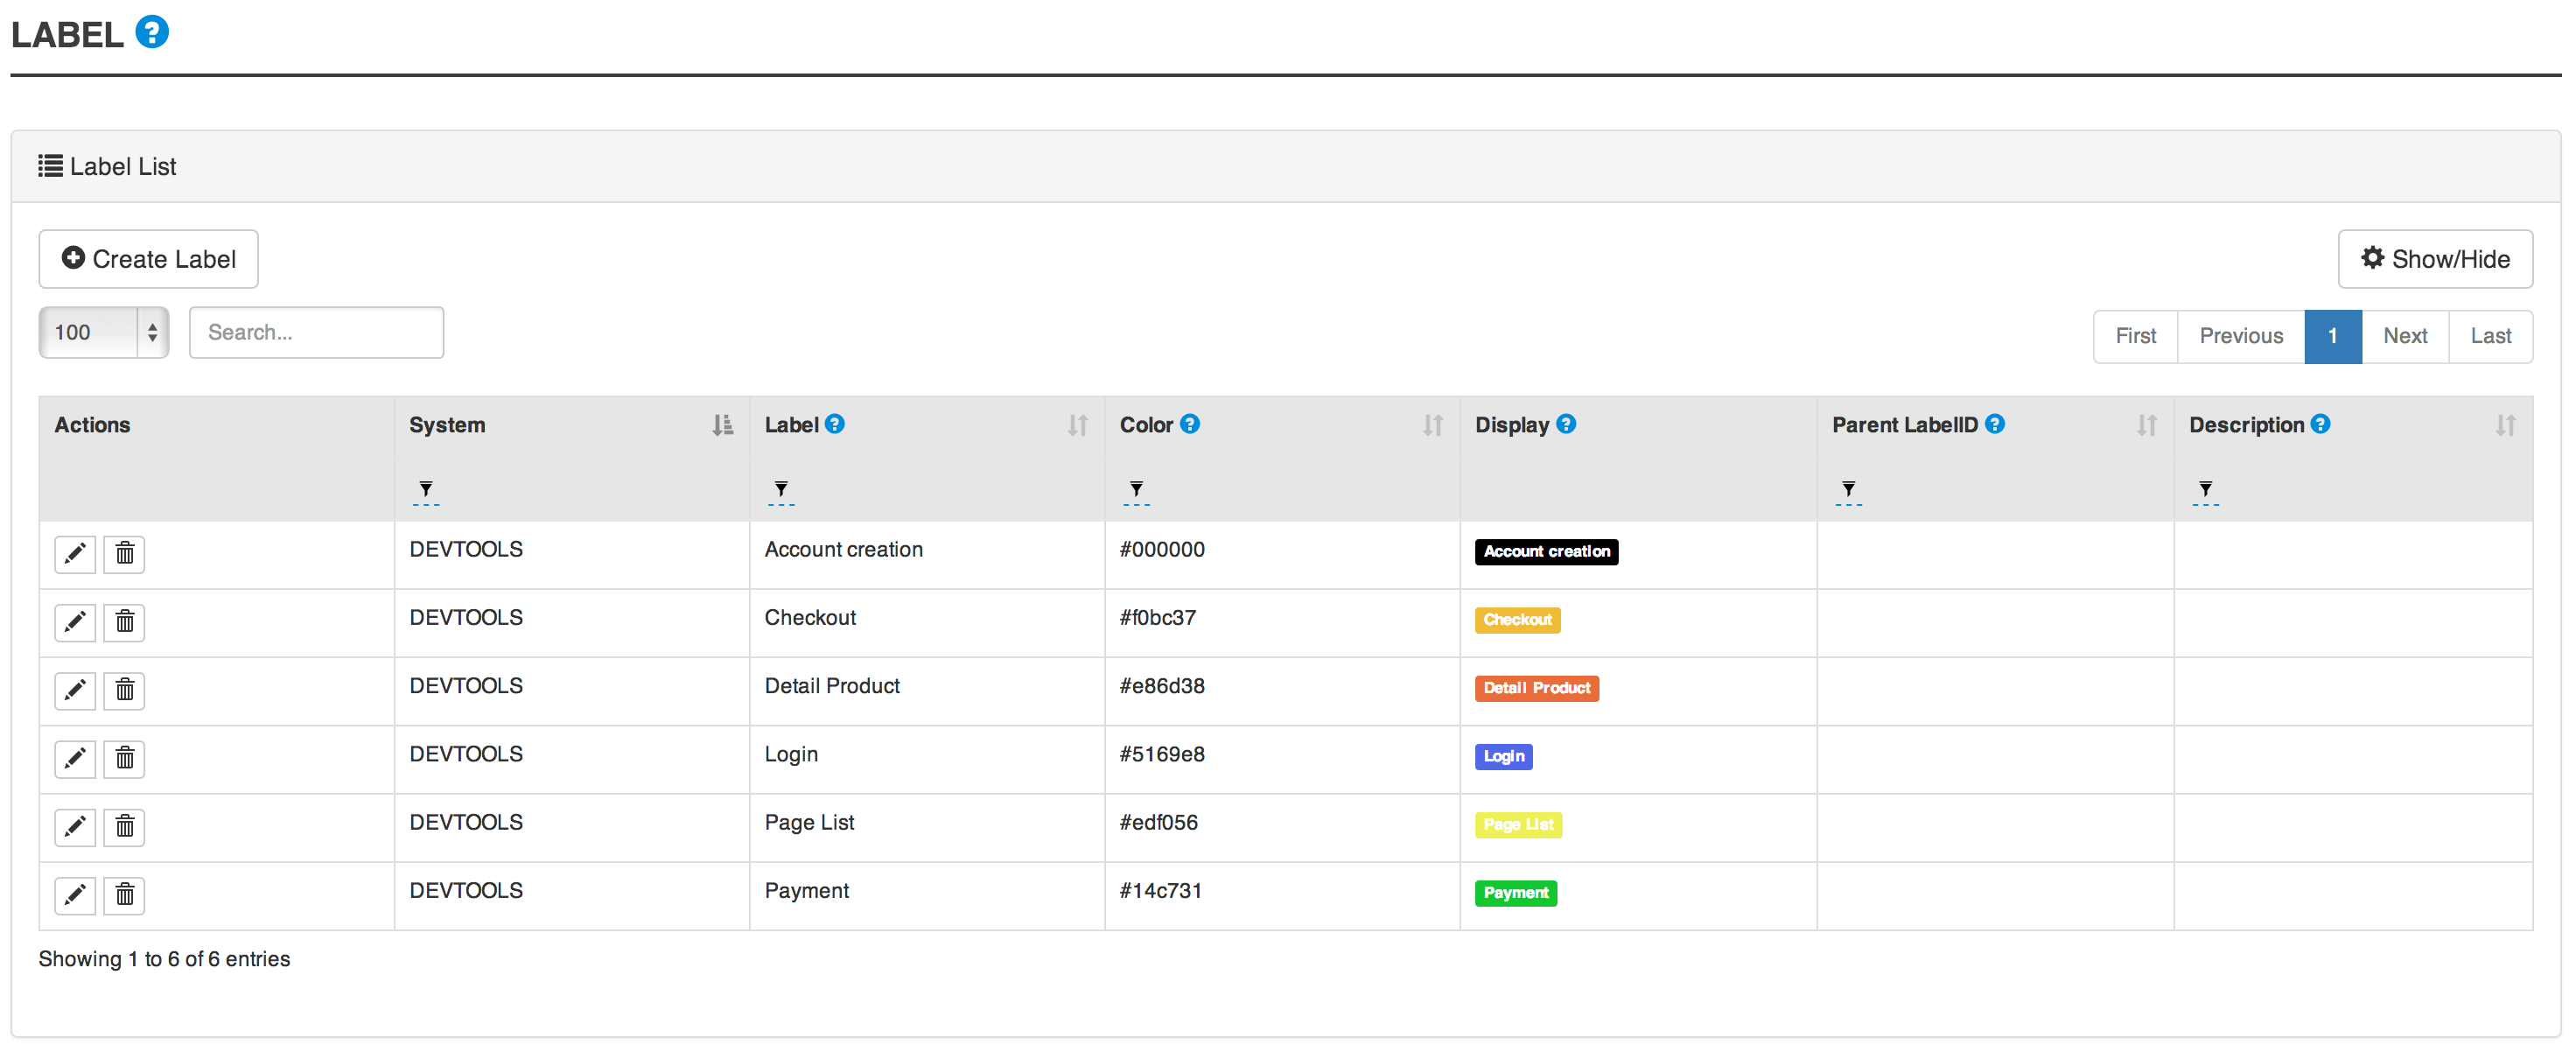 LABEL ?
Label List
Create Label
Show/Hide
100
Search...
First Previous 1 Next Last
Actions System Label ? Color ? Display ? Parent LabelID ? Description ?
DEVTOOLS Account creation #000000 Account creation
DEVTOOLS Checkout #f0bc37 Checkout
DEVTOOLS Detail Product #e86d38 Detail Product
DEVTOOLS Login #5169e8 Login
DEVTOOLS Page List #edf056 Page List
DEVTOOLS Payment #14c731 Payment
Showing 1 to 6 of 6 entries